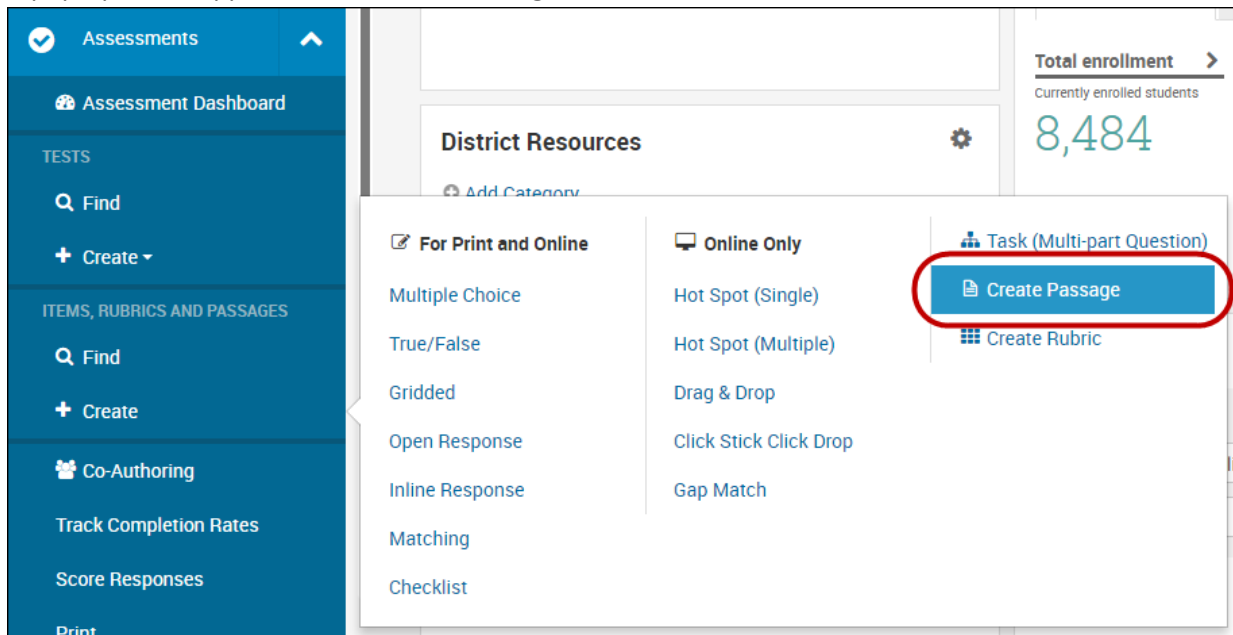 Assessments
Assessment Dashboard
TESTS
Find
Create
ITEMS, RUBRICS AND PASSAGES
Find
Create
Co-Authoring
Track Completion Rates
Score Responses
Print
District Resources
Add Category
Total enrollment
Currently enrolled students
8,484
For Print and Online
Multiple Choice
True/False
Gridded
Open Response
Inline Response
Matching
Checklist
Online Only
Hot Spot (Single)
Hot Spot (Multiple)
Drag & Drop
Click Stick Click Drop
Gap Match
Task (Multi-part Question)
Create Passage
Create Rubric